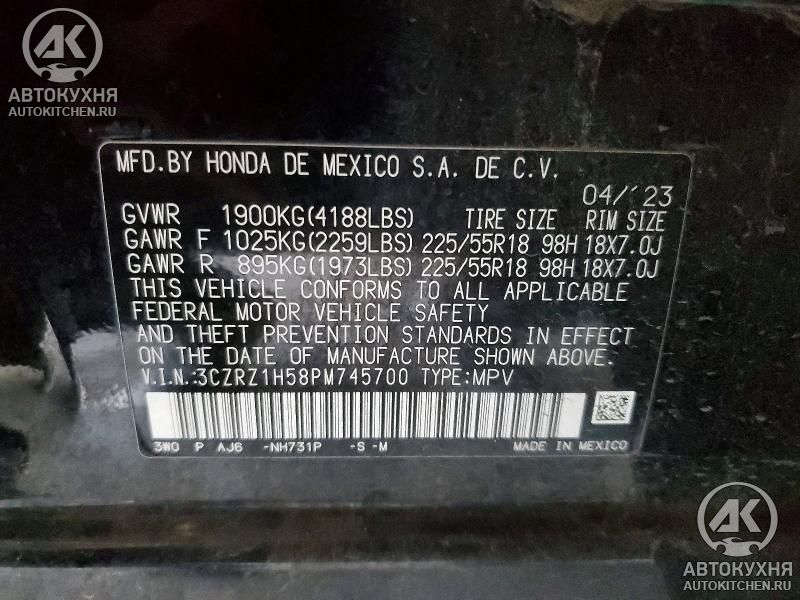 АК
АВТОКУХНЯ
AUTOKITCHEN.RU
MFD.BY HONDA DE MEXICO S.A. DE C.V.
04/'23
GVWR 1900KG(4188LBS) TIRE SIZE RIM SIZE
GAWR F 1025KG(2259LBS) 225/55R18 98H 18X7.0J
GAWR R 895KG(1973LBS) 225/55R18 98H 18X7.0J
THIS VEHICLE CONFORMS TO ALL APPLICABLE
FEDERAL MOTOR VEHICLE SAFETY
AND THEFT PREVENTION STANDARDS IN EFFECT
ON THE DATE OF MANUFACTURE SHOWN ABOVE.
V.I.N.:3CZRZ1H58PM745700 TYPE:MPV
3W0 P AJ6 -NH731P -S-M MADE IN MEXICO
АК
АВТОКУХНЯ
AUTOKITCHEN.RU